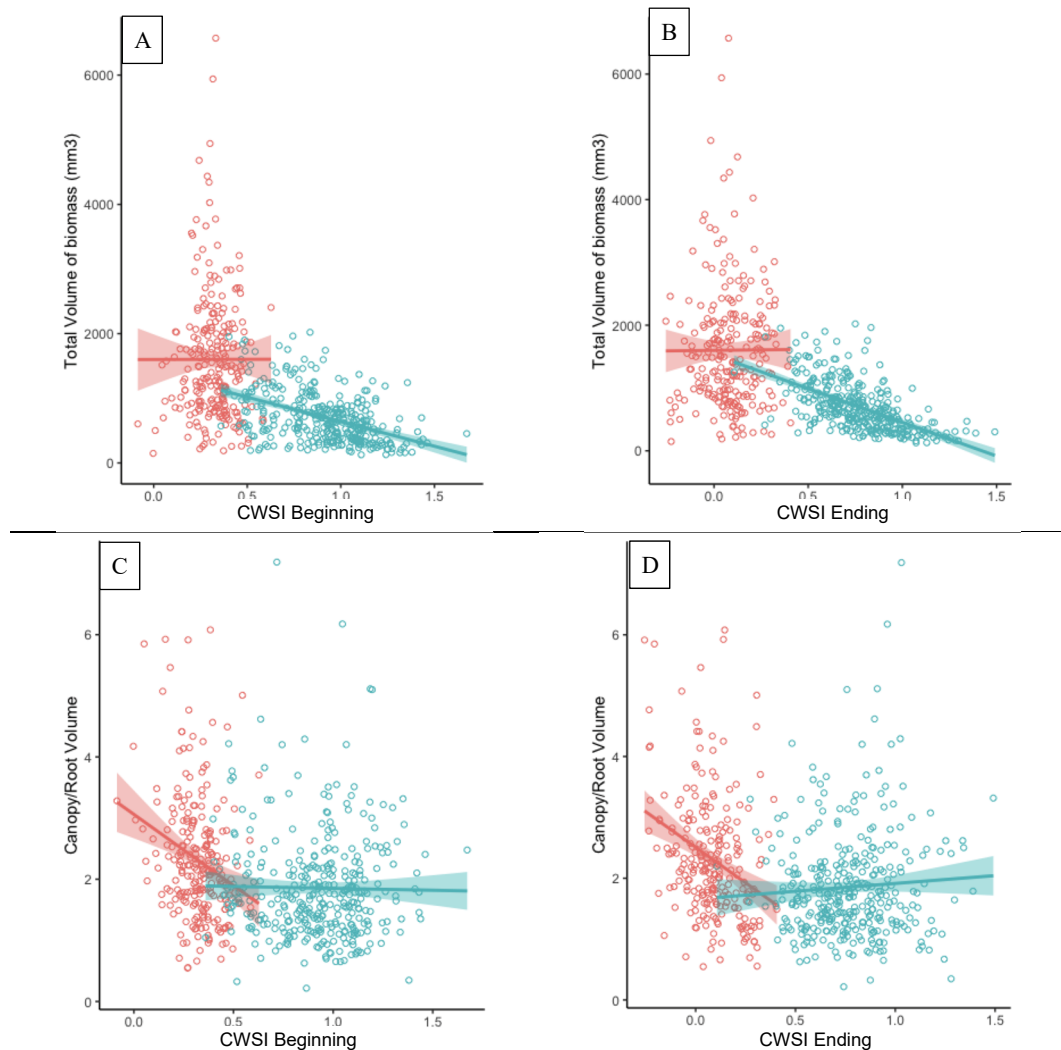 A
Total Volume of biomass (mm3)
6000
4000
2000
0
0.0 0.5 1.0 1.5
CWSI Beginning
B
Total Volume of biomass (mm3)
6000
4000
2000
0
0.0 0.5 1.0 1.5
CWSI Ending
C
Canopy/Root Volume
6
4
2
0
0.0 0.5 1.0 1.5
CWSI Beginning
D
Canopy/Root Volume
6
4
2
0
0.0 0.5 1.0 1.5
CWSI Ending